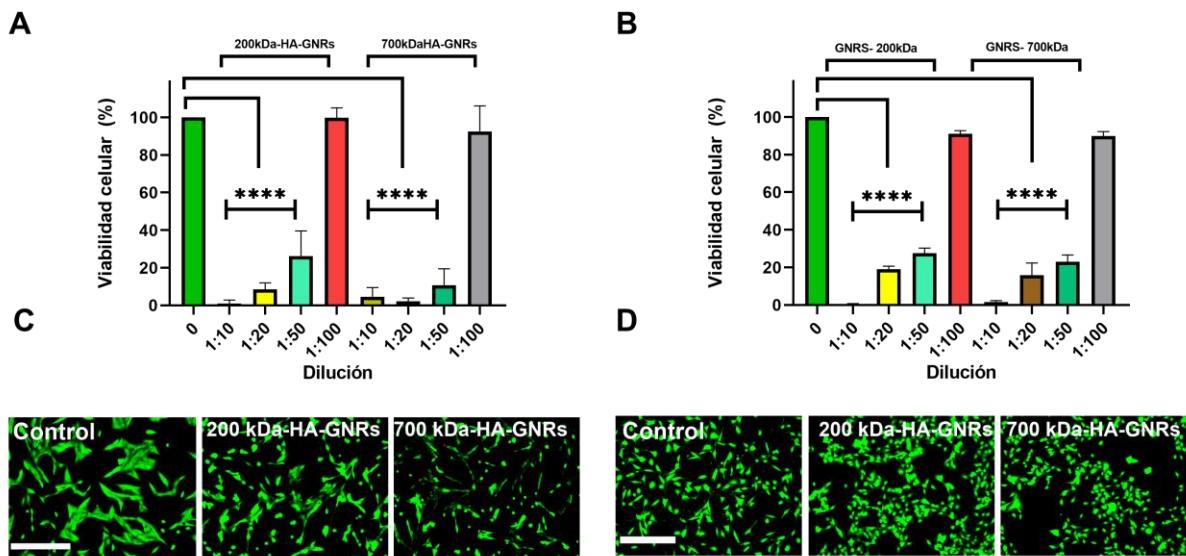 A
200kDa-HA-GNRs
700kDaHA-GNRs
Viabilidad celular (%)
100
80
60
40
20
0
****
****
0
1:10
1:20
1:50
1:100
1:10
1:20
1:50
1:100
Dilución
B
GNRS- 200kDa
GNRS- 700kDa
Viabilidad celular (%)
100
80
60
40
20
0
****
****
0
1:10
1:20
1:50
1:100
1:10
1:20
1:50
1:100
Dilución
C
Control
200 kDa-HA-GNRs
700 kDa-HA-GNRs
D
Control
200 kDa-HA-GNRs
700 kDa-HA-GNRs